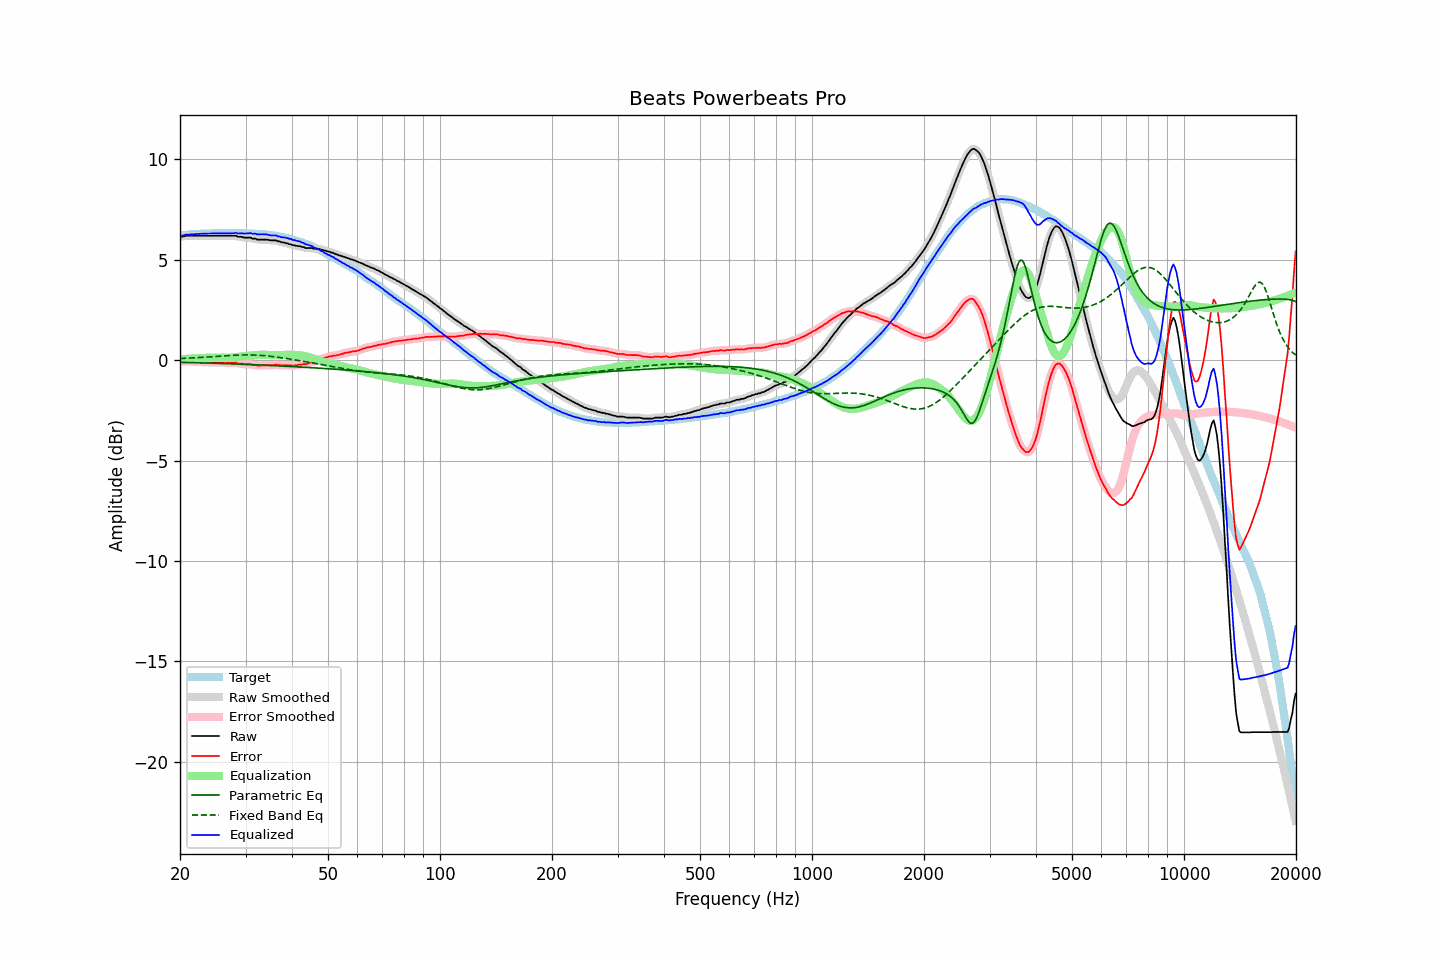 Beats Powerbeats Pro
Amplitude (dBr)
10
5
0
−5
−10
−15
−20
Target
Raw Smoothed
Error Smoothed
Raw
Error
Equalization
Parametric Eq
Fixed Band Eq
Equalized
20 50 100 200 500 1000 2000 5000 10000 20000
Frequency (Hz)